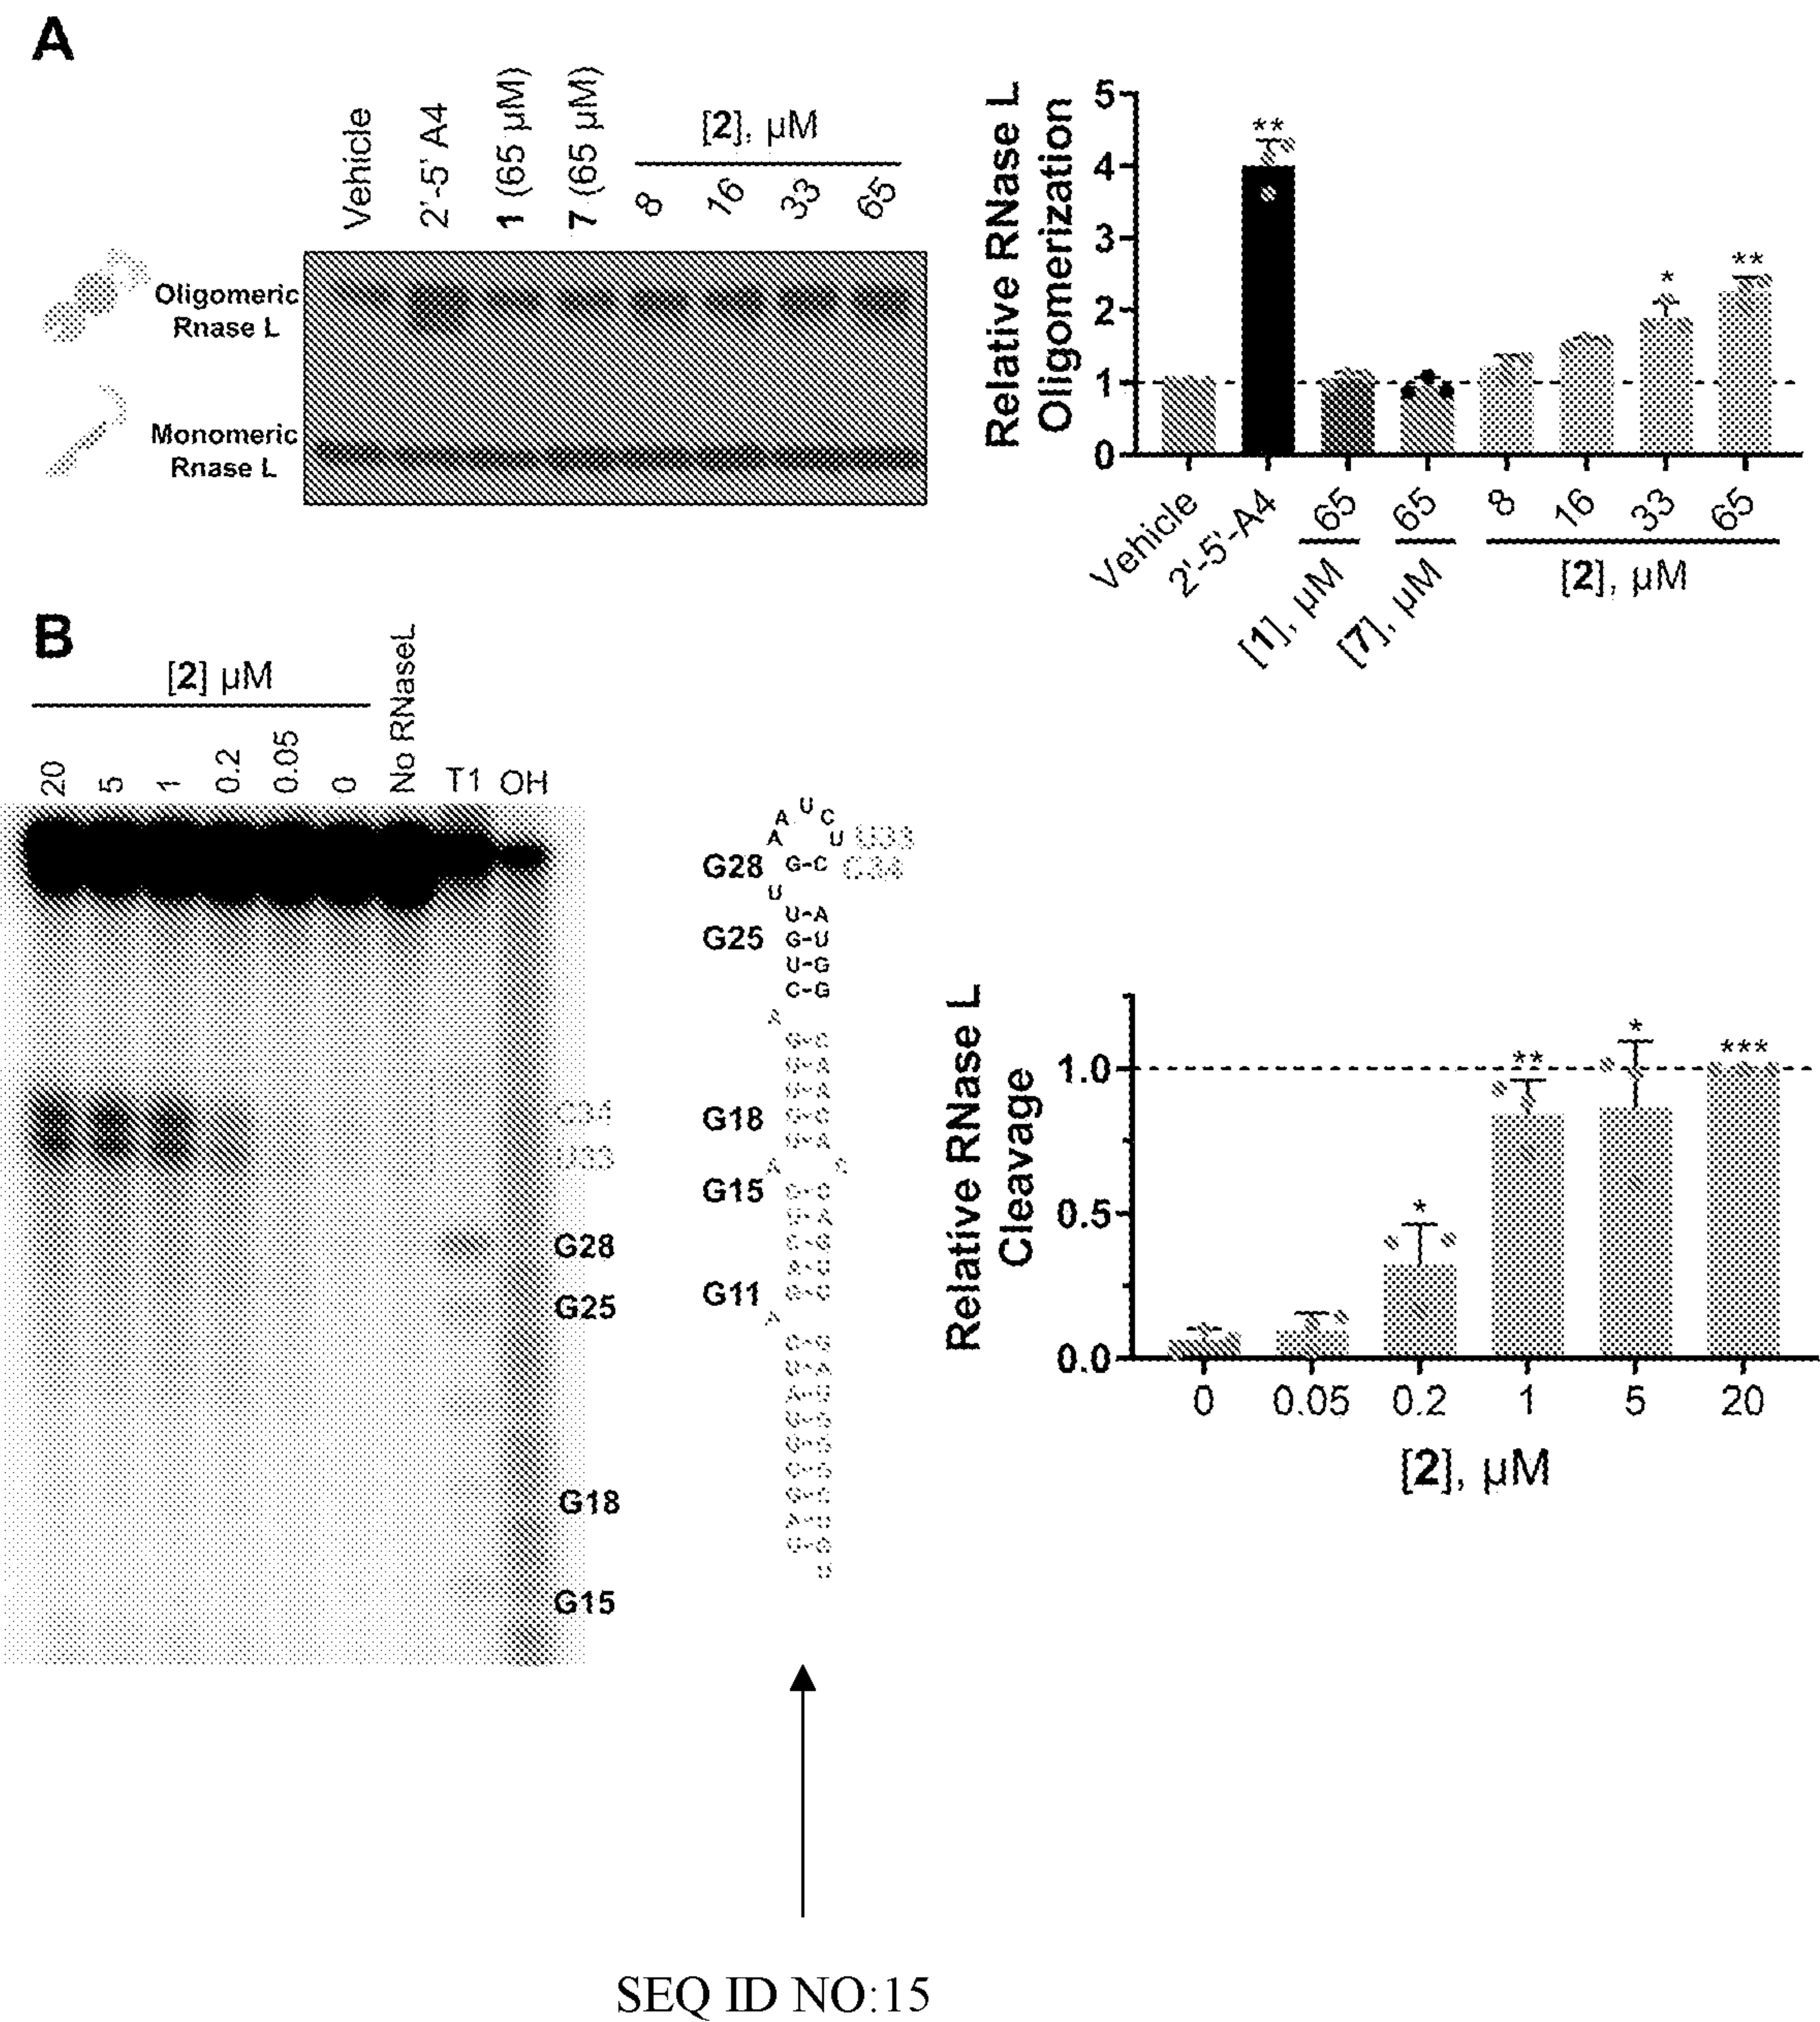 A
Vehicle
2'-5' A4
1 (65 µM)
7 (65 µM)
[2], µM
8
16
33
65
Oligomeric
Rnase L
Monomeric
Rnase L
Relative RNase L
Oligomerization
5
4
3
2
1
0
**
*
**
Vehicle
2'-5'-A4
65
65
8
16
33
65
[1], µM
[7], µM
[2], µM
B
[2] µM
20
5
1
0.2
0.05
0
No RNaseL
T1
OH
C34
U33
G28
G25
G18
G15
A
A
U
C
U
U33
G28
G-C
C34
U
U-A
G25
G-U
U-G
C-G
G18
G15
G11
Relative RNase L
Cleavage
1.0
0.5
0.0
*
**
*
***
0
0.05
0.2
1
5
20
[2], µM
SEQ ID NO:15